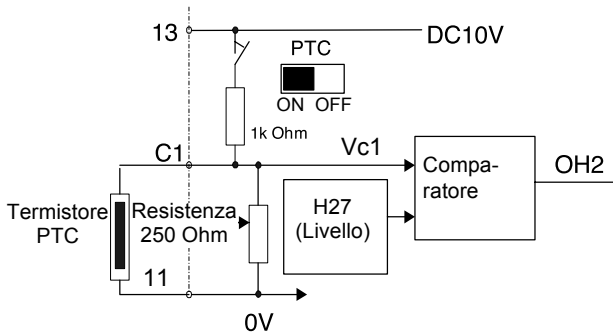 13
DC10V
PTC
ON OFF
1k Ohm
C1
Vc1
Compa-
ratore
OH2
Termistore
PTC
Resistenza
250 Ohm
H27
(Livello)
11
0V